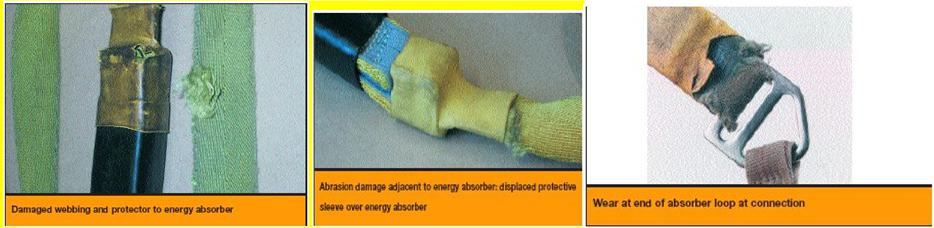 Damaged webbing and protector to energy absorber
Abrasion damage adjacent to energy absorber: displaced protective
sleeve over energy absorber
Wear at end of absorber loop at connection